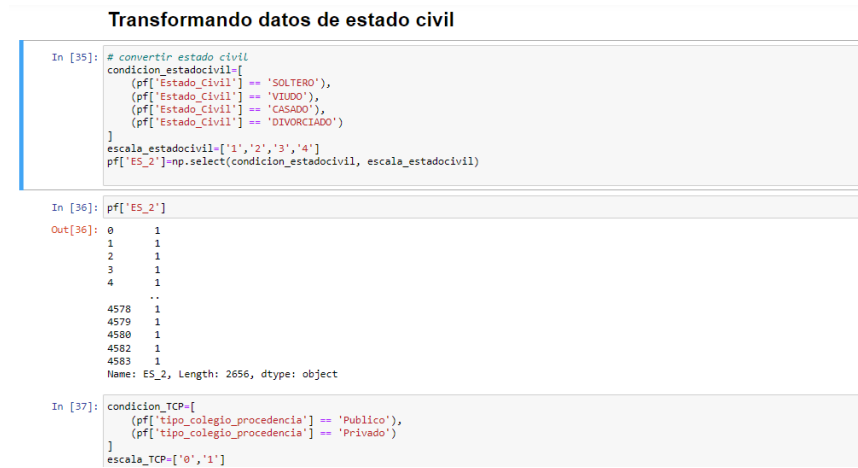 Transformando datos de estado civil
In [35]: # convertir estado civil
condicion_estadocivil=[
(pf['Estado_Civil'] == 'SOLTERO'),
(pf['Estado_Civil'] == 'VIUDO'),
(pf['Estado_Civil'] == 'CASADO'),
(pf['Estado_Civil'] == 'DIVORCIADO')
]
escala_estadocivil=['1','2','3','4']
pf['ES_2']=np.select(condicion_estadocivil, escala_estadocivil)
In [36]: pf['ES_2']
Out[36]: 0 1
1 1
2 1
3 1
4 1
..
4578 1
4579 1
4580 1
4582 1
4583 1
Name: ES_2, Length: 2656, dtype: object
In [37]: condicion_TCP=[
(pf['tipo_colegio_procedencia'] == 'Publico'),
(pf['tipo_colegio_procedencia'] == 'Privado')
]
escala_TCP=['0','1']